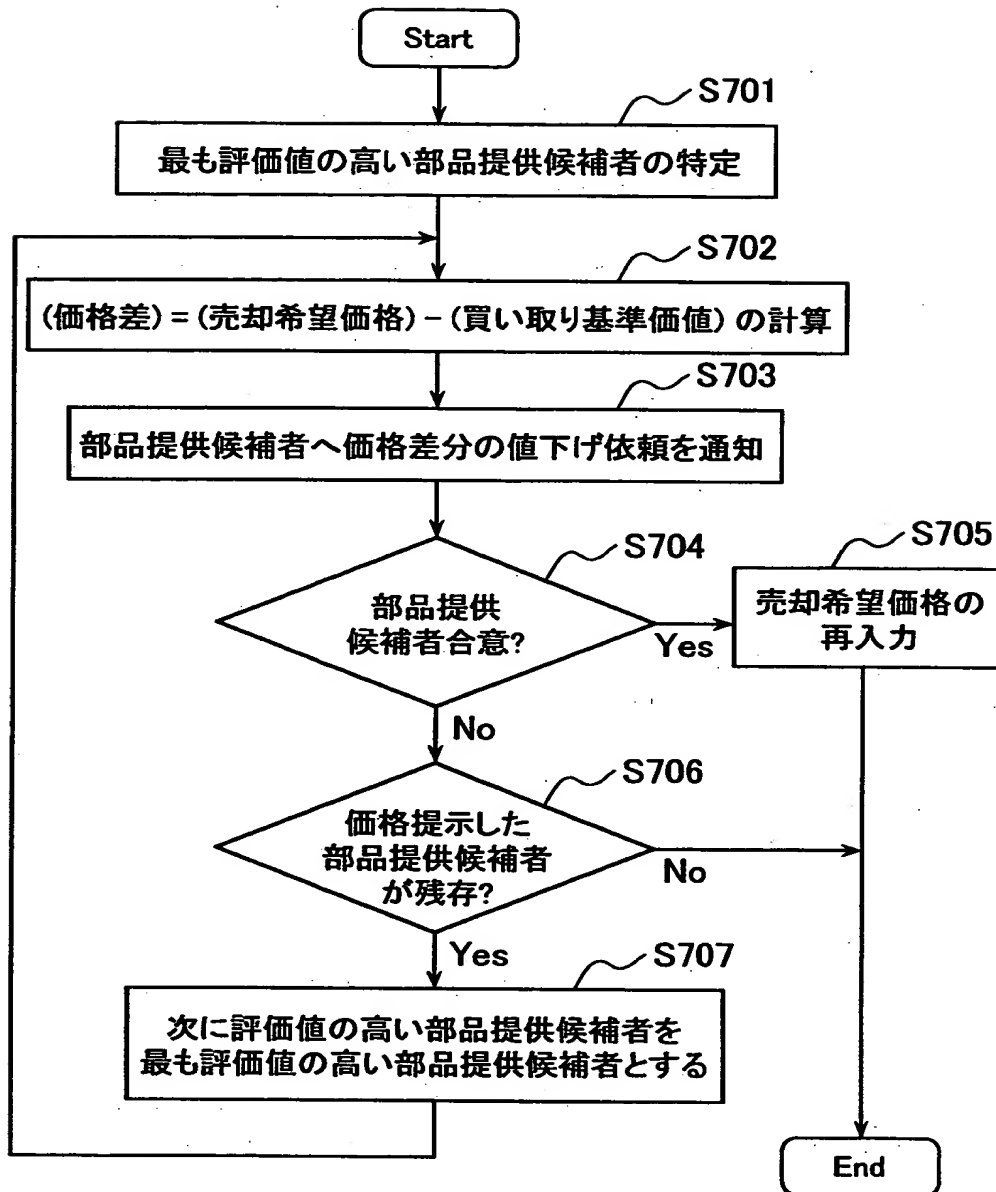 Start
S701
最も評価値の高い部品提供候補者の特定
S702
(価格差)=(売却希望価格)-(買い取り基準価値)の計算
S703
部品提供候補者へ価格差分の値下げ依頼を通知
S704
部品提供
候補者合意?
Yes
S705
売却希望価格の
再入力
No
S706
価格提示した
部品提供候補者
が残存?
No
Yes
S707
次に評価値の高い部品提供候補者を
最も評価値の高い部品提供候補者とする
End